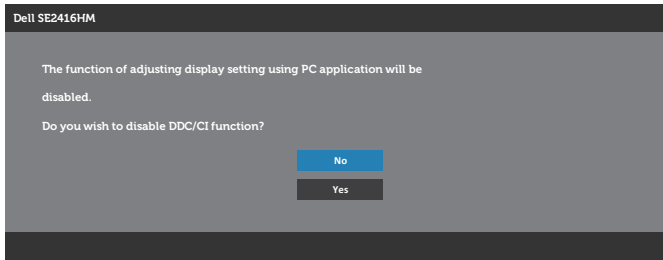 Dell SE2416HM
The function of adjusting display setting using PC application will be
disabled.
Do you wish to disable DDC/CI function?
No
Yes